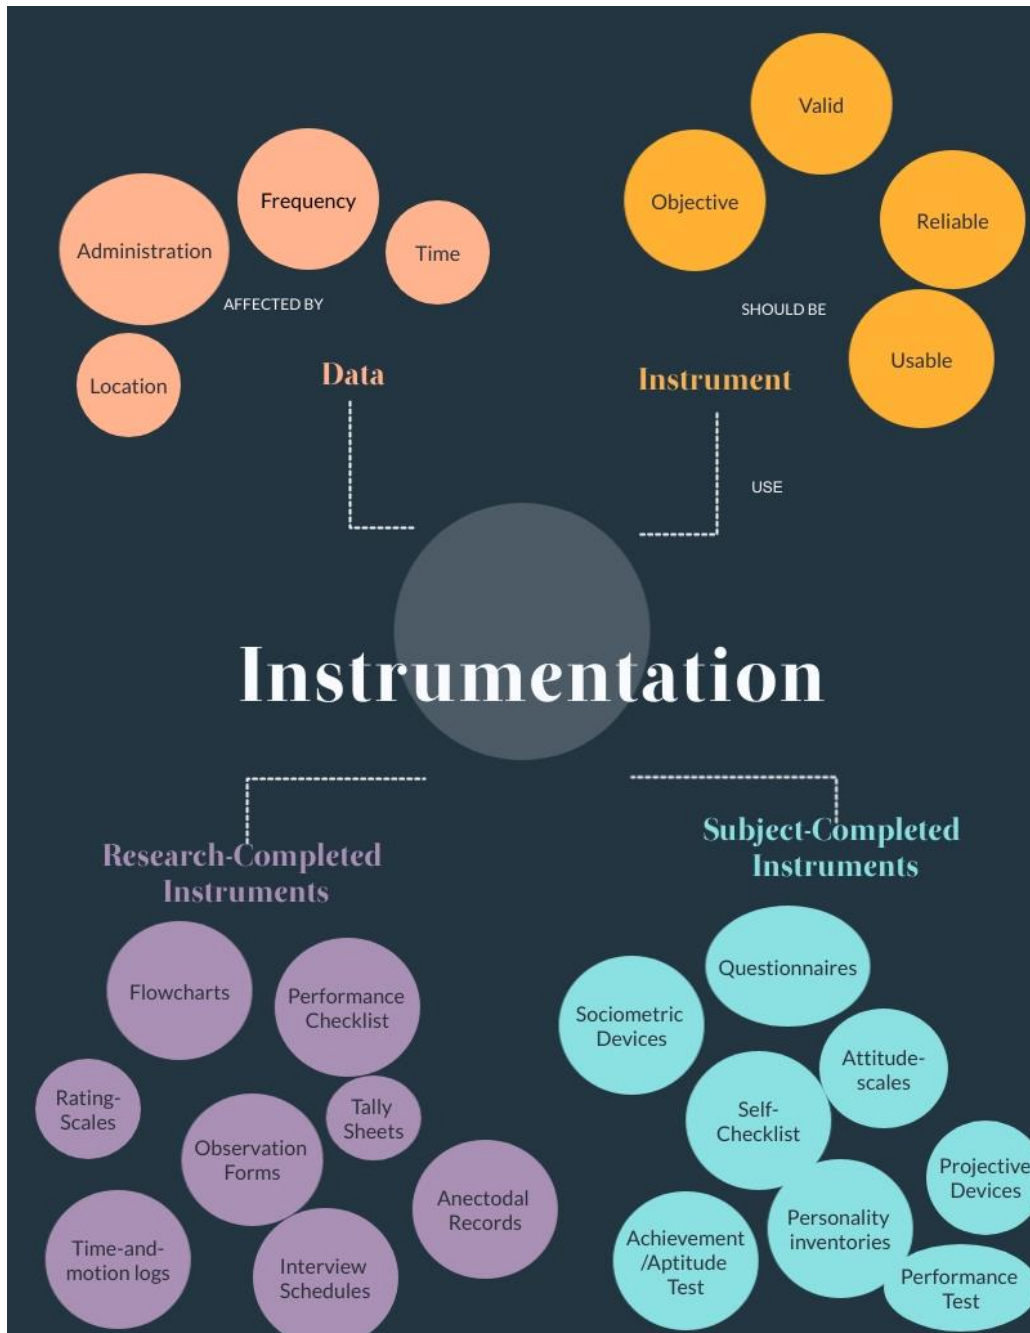 Valid
Frequency
Objective
Reliable
Administration
Time
AFFECTED BY
SHOULD BE
Location
Data
Instrument
Usable
USE
Instrumentation
Research-Completed
Instruments
Flowcharts
Performance
Checklist
Rating-
Scales
Tally
Sheets
Observation
Forms
Anectodal
Records
Time-and-
motion logs
Interview
Schedules
Subject-Completed
Instruments
Questionnaires
Sociometric
Devices
Attitude-
scales
Self-
Checklist
Projective
Devices
Achievement
/Aptitude
Test
Personality
inventories
Performance
Test